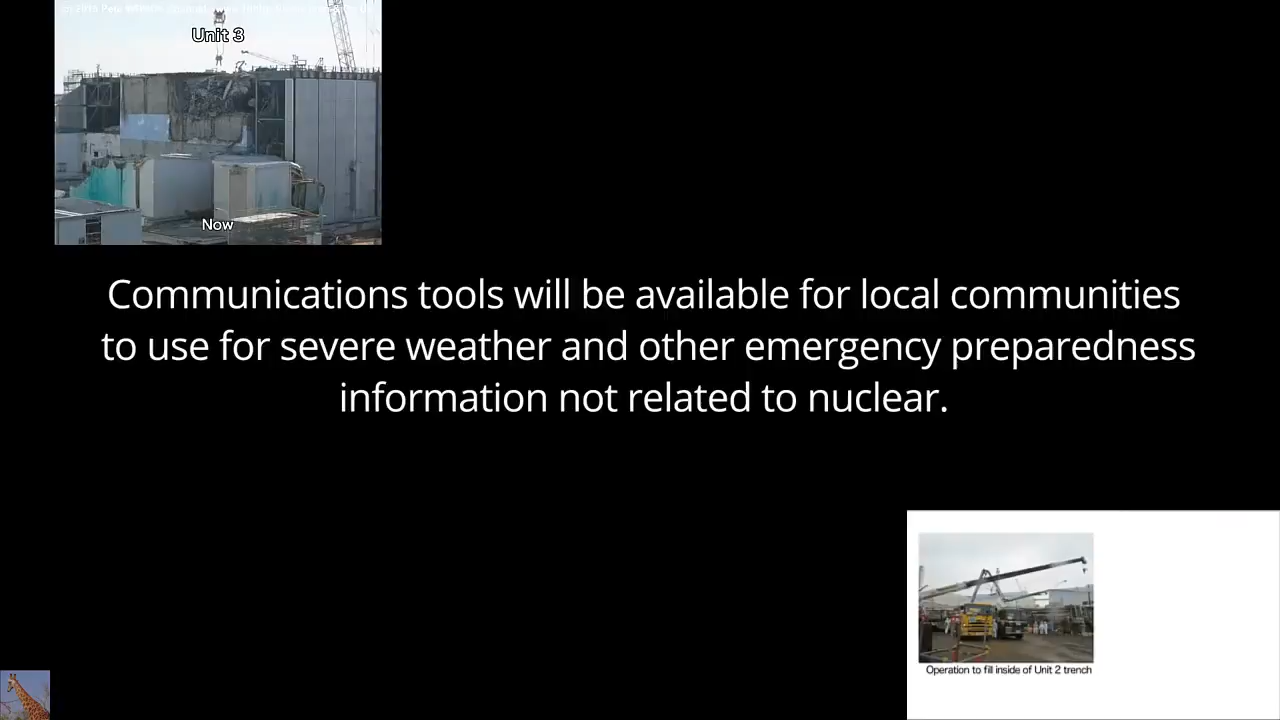 Unit 3
Now
Communications tools will be available for local communities
to use for severe weather and other emergency preparedness
information not related to nuclear.
Operation to fill inside of Unit 2 trench